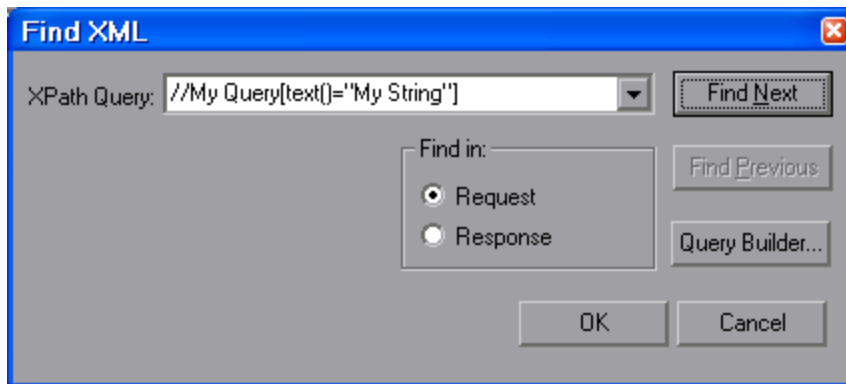 Find XML
XPath Query: //My Query[text()="My String"] Find Next
Find in: Find Previous
Request
Response Query Builder...
OK Cancel